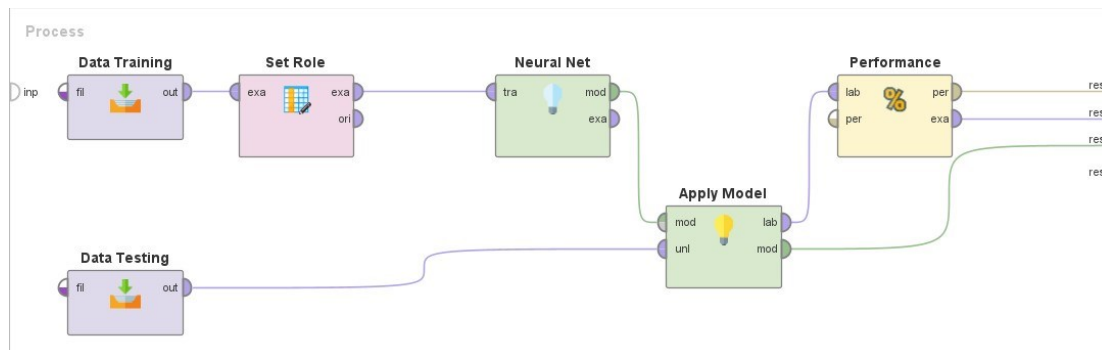 Process
Data Training
Set Role
Neural Net
Performance
inp
fil
out
exa
exa
tra
mod
lab
per
res
ori
exa
per
exa
res
res
Apply Model
res
mod
lab
unl
mod
Data Testing
fil
out